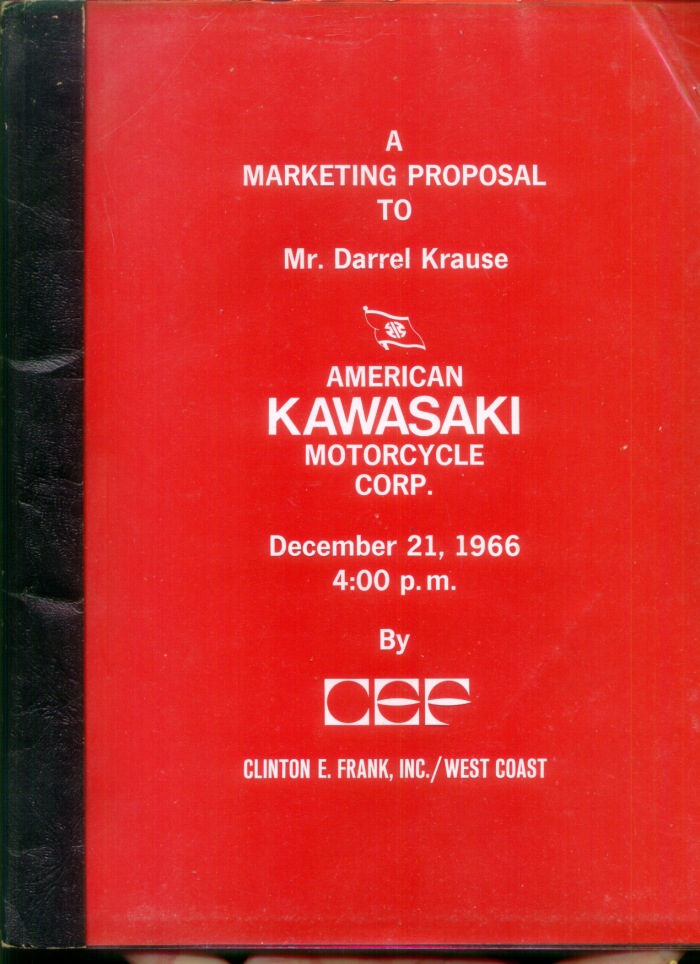 A
MARKETING PROPOSAL
TO
Mr. Darrel Krause
AMERICAN
KAWASAKI
MOTORCYCLE
CORP.
December 21, 1966
4:00 p.m.
By
CEF
CLINTON E. FRANK, INC./WEST COAST